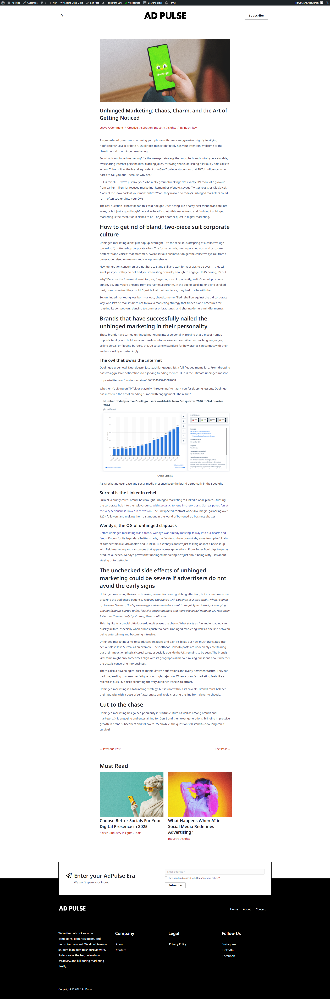 Ad Pulse Customize 0 New WP Engine Quick Links Edit Post Rank Math SEO Autoptimize Beaver Builder Forms Howdy, Drew Flowerday
AD PULSE
Subscribe
duolingo
Unhinged Marketing: Chaos, Charm, and the Art of
Getting Noticed
Leave A Comment / Creative Inspiration, Industry Insights / By Ruchi Roy
A square-faced green owl spamming your phone with passive-aggressive, slightly terrifying
notifications? Love it or hate it, Duolingo’s mascot definitely has your attention. Welcome to the
chaotic world of unhinged marketing.
So, what is unhinged marketing? It’s the new-gen strategy that morphs brands into hyper-relatable,
oversharing internet personalities, cracking jokes, throwing shade, or issuing hilariously bold calls to
action. Think of it as the brand equivalent of a Gen Z college student or that TikTok influencer who
dares to call you out—because why not?
But is this “LOL, we’re just like you” vibe really groundbreaking? Not exactly. It’s more of a glow-up
from earlier millennial-focused marketing. Remember Wendy’s savage Twitter roasts or Old Spice’s
“Look at me, now back at your man” antics? Yeah, they walked so today’s unhinged marketers could
run—often straight into your DMs.
The real question is: how far can this wild ride go? Does acting like a sassy best friend translate into
sales, or is it just a good laugh? Let’s dive headfirst into this wacky trend and find out if unhinged
marketing is the revolution it claims to be—or just another quest in digital marketing.
How to get rid of bland, two-piece suit corporate
culture
Unhinged marketing didn’t just pop up overnight—it’s the rebellious offspring of a collective ugh
toward stiff, buttoned-up corporate vibes. The formal emails, overly polished ads, and textbook-
perfect “brand voices” that screamed, “We’re serious business,” do get the collective eye roll from a
generation raised on memes and savage comebacks.
New-generation consumers are not here to stand still and wait for your ads to be over — they will
scroll past you if they do not find you interesting or wacky enough to engage.  If it’s boring, it’s out.
Why? Because the Internet doesn’t forgive, forget, or, most importantly, wait. One dull post, one
cringey ad, and you’re ghosted from everyone’s algorithm. In the age of scrolling or being scrolled
past, brands realized they couldn’t just talk at their audience; they had to vibe with them.
So, unhinged marketing was born—a loud, chaotic, meme-filled rebellion against the old corporate
way. And let’s be real: it’s hard not to love a marketing strategy that trades bland brochures for
roasting its competitors, dancing to summer or brat tunes, and sharing demure-mindful memes.
Brands that have successfully nailed the
unhinged marketing in their personality
These brands have turned unhinged marketing into a personality, proving that a mix of humor,
unpredictability, and boldness can translate into massive success. Whether teaching languages,
selling cereal, or flipping burgers, they’ve set a new standard for how brands can connect with their
audience wildly entertainingly.
The owl that owns the Internet
Duolingo’s green owl, Duo, doesn’t just teach languages; it’s a full-fledged meme lord. From dropping
passive-aggressive notifications to hijacking trending memes, Duo is the ultimate unhinged mascot.
https://twitter.com/duolingo/status/1863954073940087058
Whether it’s vibing on TikTok or playfully “threatening” to haunt you for skipping lessons, Duolingo
has mastered the art of blending humor with engagement. The result?
Number of daily active Duolingo users worldwide from 3rd quarter 2020 to 3rd quarter
2024
(in millions)
DOWNLOAD
PDF XLS PNG PPT
Source
Show sources information
Show publisher information
Use Ask Statista Research Service
Release date
November 2024
Region
Worldwide
Survey time period
Q3 2020 to Q3 2024
Supplementary notes
No data available for missing quarters.
According to the source "DAUs are defined as
unique Duolingo users who engage with our mobile
language learning application or the language
© Statista 2024
Additional Information
Show source
Credit: Statista
A skyrocketing user base and social media presence keep the brand perpetually in the spotlight.
Surreal is the LinkedIn rebel
Surreal, a quirky cereal brand, has brought unhinged marketing to LinkedIn of all places—turning
the corporate hub into their playground. With sarcastic, tongue-in-cheek posts, Surreal pokes fun at
the very seriousness LinkedIn thrives on. The unexpected contrast works like magic, garnering over
120K followers and making them a standout in the world of buttoned-up business chatter.
Wendy’s, the OG of unhinged clapback
Before unhinged marketing was a trend, Wendy’s was already roasting its way into our hearts and
feeds. Known for its legendary Twitter shade, the fast-food chain doesn’t shy away from playful jabs
at competitors like McDonald’s and Dunkin’. But Wendy’s doesn’t just talk big online; it backs it up
with field marketing and campaigns that appeal across generations. From Super Bowl digs to quirky
product launches, Wendy’s proves that unhinged marketing isn’t just about being witty—it’s about
staying unforgettable.
The unchecked side effects of unhinged
marketing could be severe if advertisers do not
avoid the early signs
Unhinged marketing thrives on breaking conventions and grabbing attention, but it sometimes risks
breaking the audience’s patience. Take my experience with Duolingo as a case study. When I signed
up to learn German, Duo’s passive-aggressive reminders went from quirky to downright annoying.
The notifications started to feel less like encouragement and more like digital nagging. My response?
I silenced them entirely by shutting their notification.
This highlights a crucial pitfall: overdoing it erases the charm. What starts as fun and engaging can
quickly irritate, especially when brands push too hard. Unhinged marketing walks a fine line between
being entertaining and becoming intrusive.
Unhinged marketing aims to spark conversations and gain visibility, but how much translates into
actual sales? Take Surreal as an example. Their offbeat LinkedIn posts are undeniably entertaining,
but their impact on physical cereal sales, especially outside the UK, remains to be seen. The brand’s
viral fame might only sometimes align with its geographical market, raising questions about whether
the buzz is converting into business.
There’s also a psychological cost to manipulative notifications and overly persistent tactics. They can
backfire, leading to consumer fatigue or outright rejection. When a brand’s marketing feels like a
relentless pursuit, it risks alienating the very audience it seeks to attract.
Unhinged marketing is a fascinating strategy, but it’s not without its caveats. Brands must balance
their audacity with a dose of self-awareness and avoid crossing the line from clever to chaotic.
Cut to the chase
Unhinged marketing has gained popularity in startup culture as well as among brands and
marketers. It is engaging and entertaining for Gen Z and the newer generations, bringing impressive
growth in brand subscribers and followers. Meanwhile, the question still stands—how long can it
survive?
← Previous Post
Next Post →
Must Read
Choose Better Socials For Your
Digital Presence in 2025
Advice , Industry Insights , Tools
What Happens When AI in
Social Media Redefines
Advertising?
Industry Insights
Enter your AdPulse Era
We won't spam your inbox.
Email address *
I have read and consent to Ad Pulse's privacy policy. *
Subscribe
AD PULSE
Home About Contact
We're tired of cookie-cutter
campaigns, generic slogans, and
uninspired content. We didn't take out
student loan debt to snooze at work.
So let's raise the bar, unleash our
creativity, and kill boring marketing -
finally.
Company
About
Contact
Legal
Privacy Policy
Follow Us
Instagram
LinkedIn
Facebook
Copyright © 2025 AdPulse